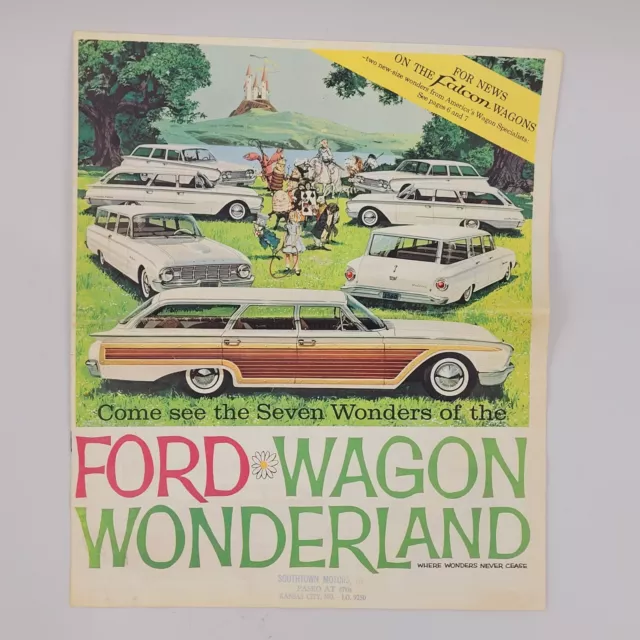 FOR NEWS
ON THE Falcon WAGONS
—two new-size wonders from America's Wagon Specialists.
See pages 6 and 7
Come see the Seven Wonders of the
FORD WAGON
WONDERLAND
WHERE WONDERS NEVER CEASE
SOUTHTOWN MOTORS,
PASEO AT
KANSAS CITY, MO.